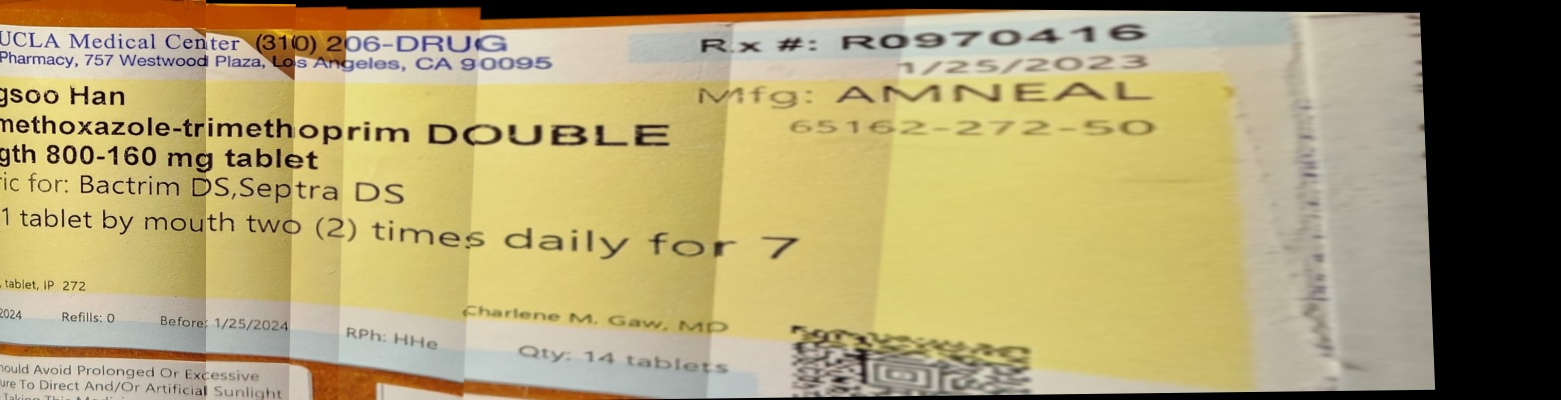 UCLA Medical Center (310) 206-DRUG Rx #: R0970416
Pharmacy, 757 Westwood Plaza, Los Angeles, CA 90095 1/25/2023
gsoo Han Mfg: AMNEAL
methoxazole-trimethoprim DOUBLE 65162-272-50
gth 800-160 mg tablet
ic for: Bactrim DS,Septra DS
1 tablet by mouth two (2) times daily for 7
, tablet, IP 272
2024 Refills: 0 Before: 1/25/2024 RPh: HHe Charlene M. Gaw, MD
Qty: 14 tablets
hould Avoid Prolonged Or Excessive
ure To Direct And/Or Artificial Sunlight
Taking This